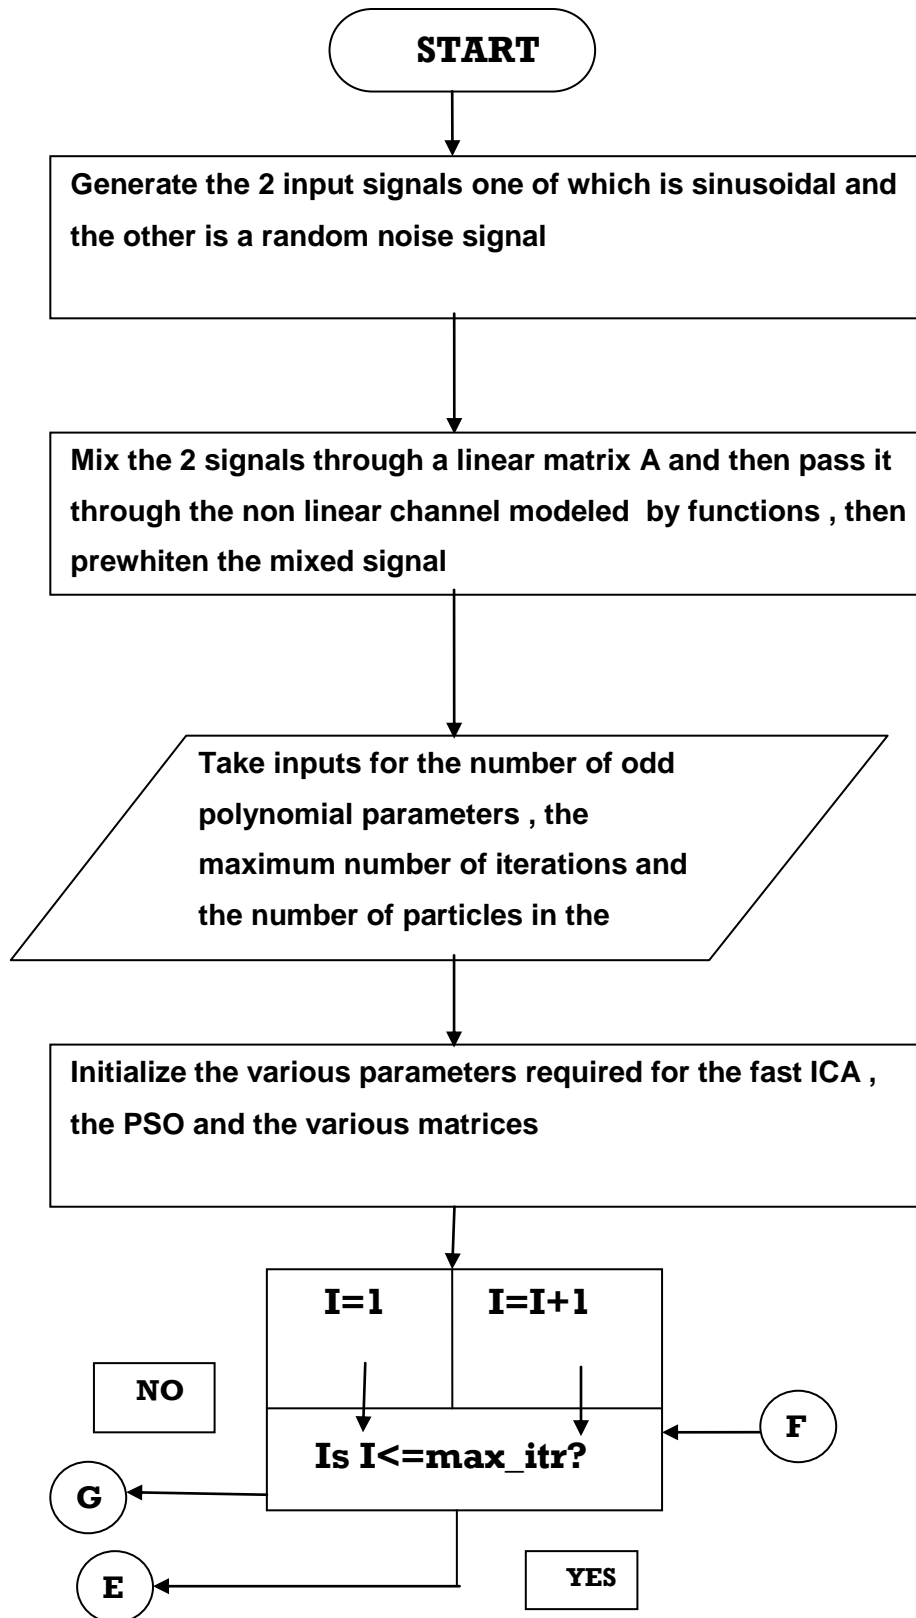 START
Generate the 2 input signals one of which is sinusoidal and
the other is a random noise signal
Mix the 2 signals through a linear matrix A and then pass it
through the non linear channel modeled by functions , then
prewhiten the mixed signal
Take inputs for the number of odd
polynomial parameters , the
maximum number of iterations and
the number of particles in the
Initialize the various parameters required for the fast ICA ,
the PSO and the various matrices
I=1
I=I+1
NO
F
Is I<=max_itr?
G
E
YES